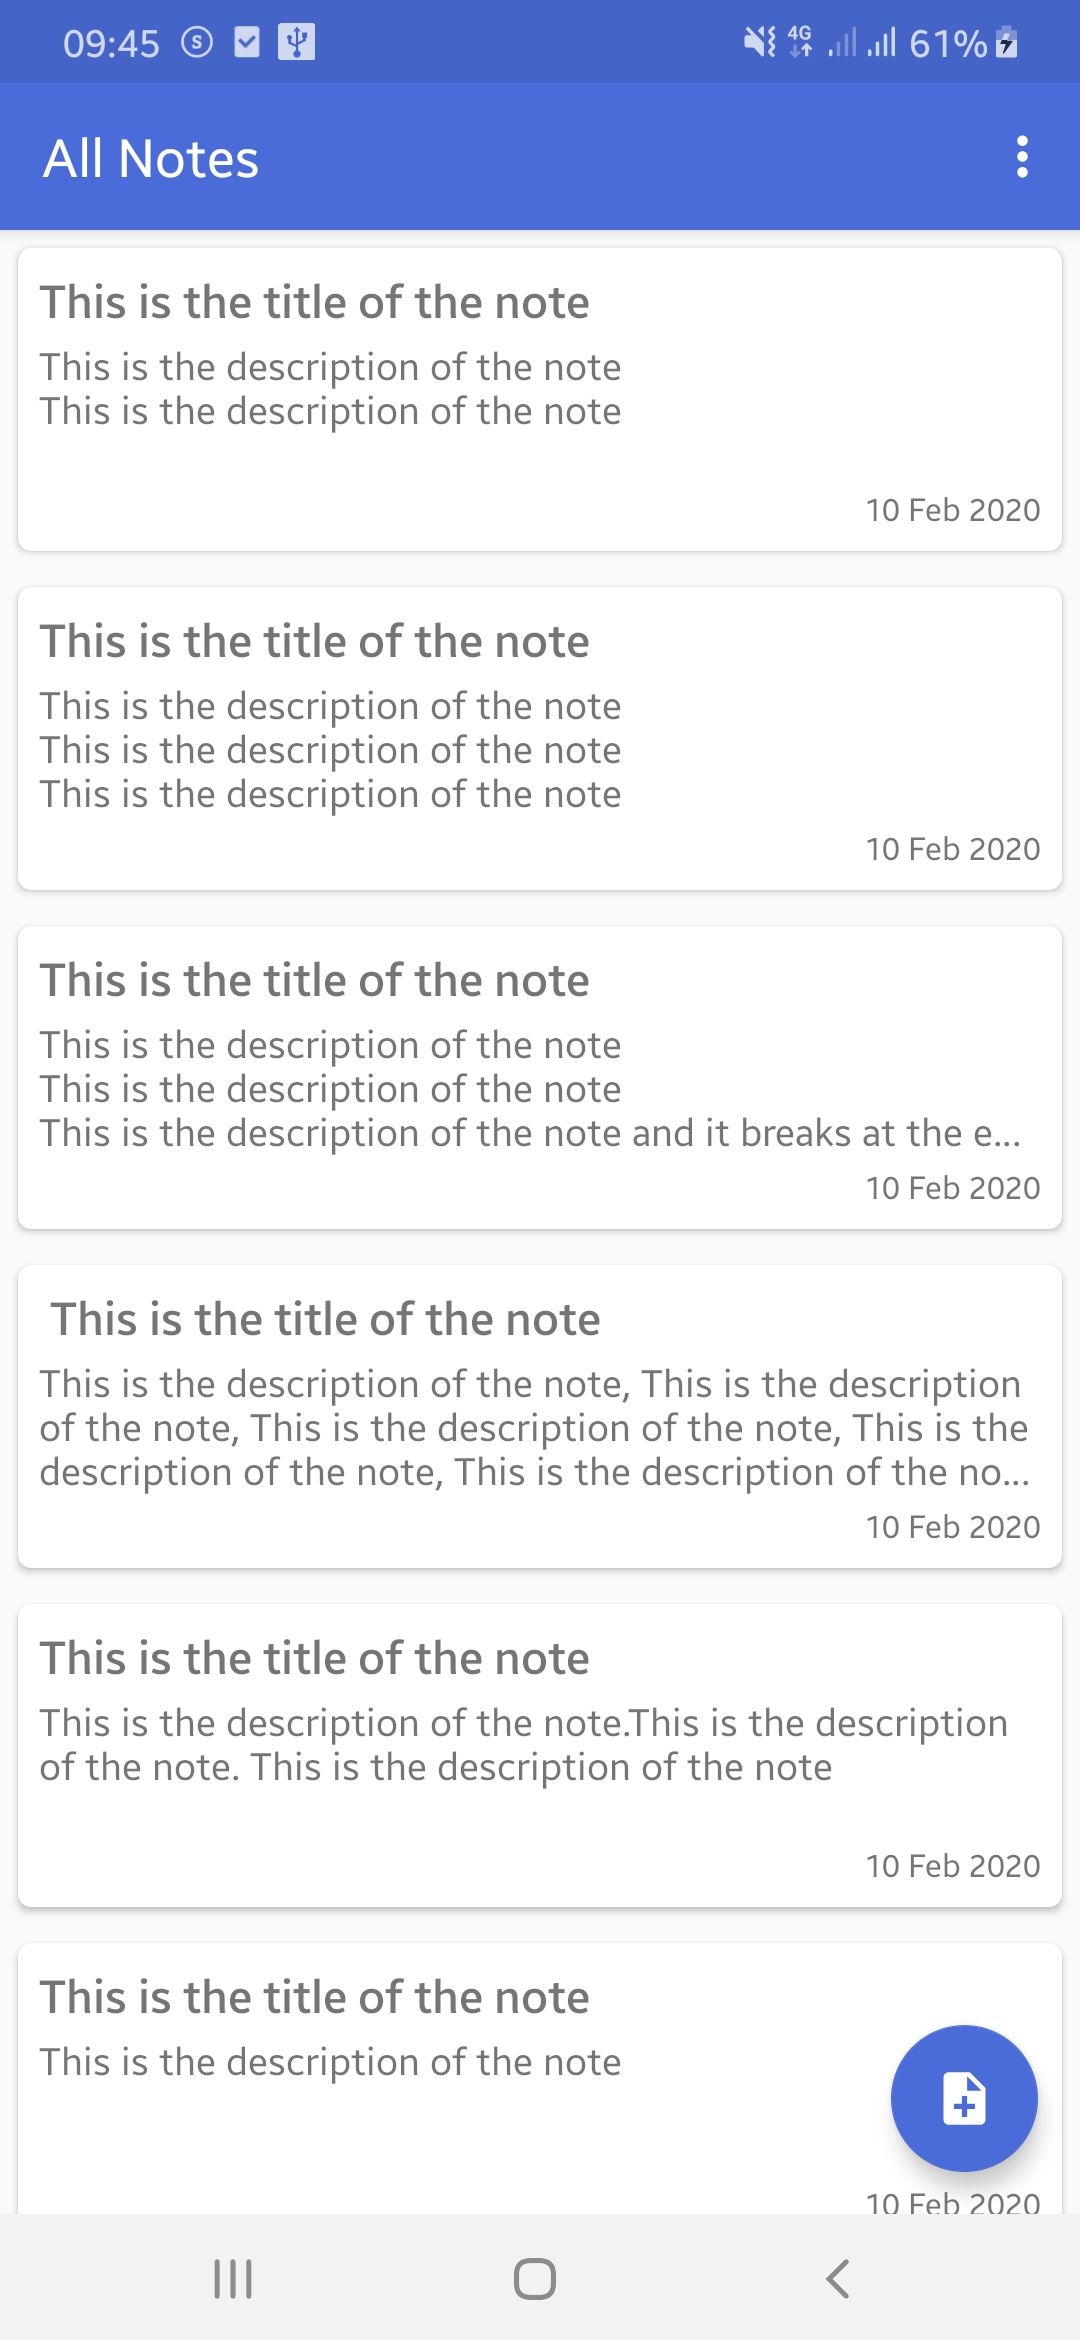 09:45 S 4G 61%
All Notes
This is the title of the note
This is the description of the note
This is the description of the note
10 Feb 2020
This is the title of the note
This is the description of the note
This is the description of the note
This is the description of the note
10 Feb 2020
This is the title of the note
This is the description of the note
This is the description of the note
This is the description of the note and it breaks at the e...
10 Feb 2020
This is the title of the note
This is the description of the note, This is the description
of the note, This is the description of the note, This is the
description of the note, This is the description of the no...
10 Feb 2020
This is the title of the note
This is the description of the note.This is the description
of the note. This is the description of the note
10 Feb 2020
This is the title of the note
This is the description of the note
10 Feb 2020